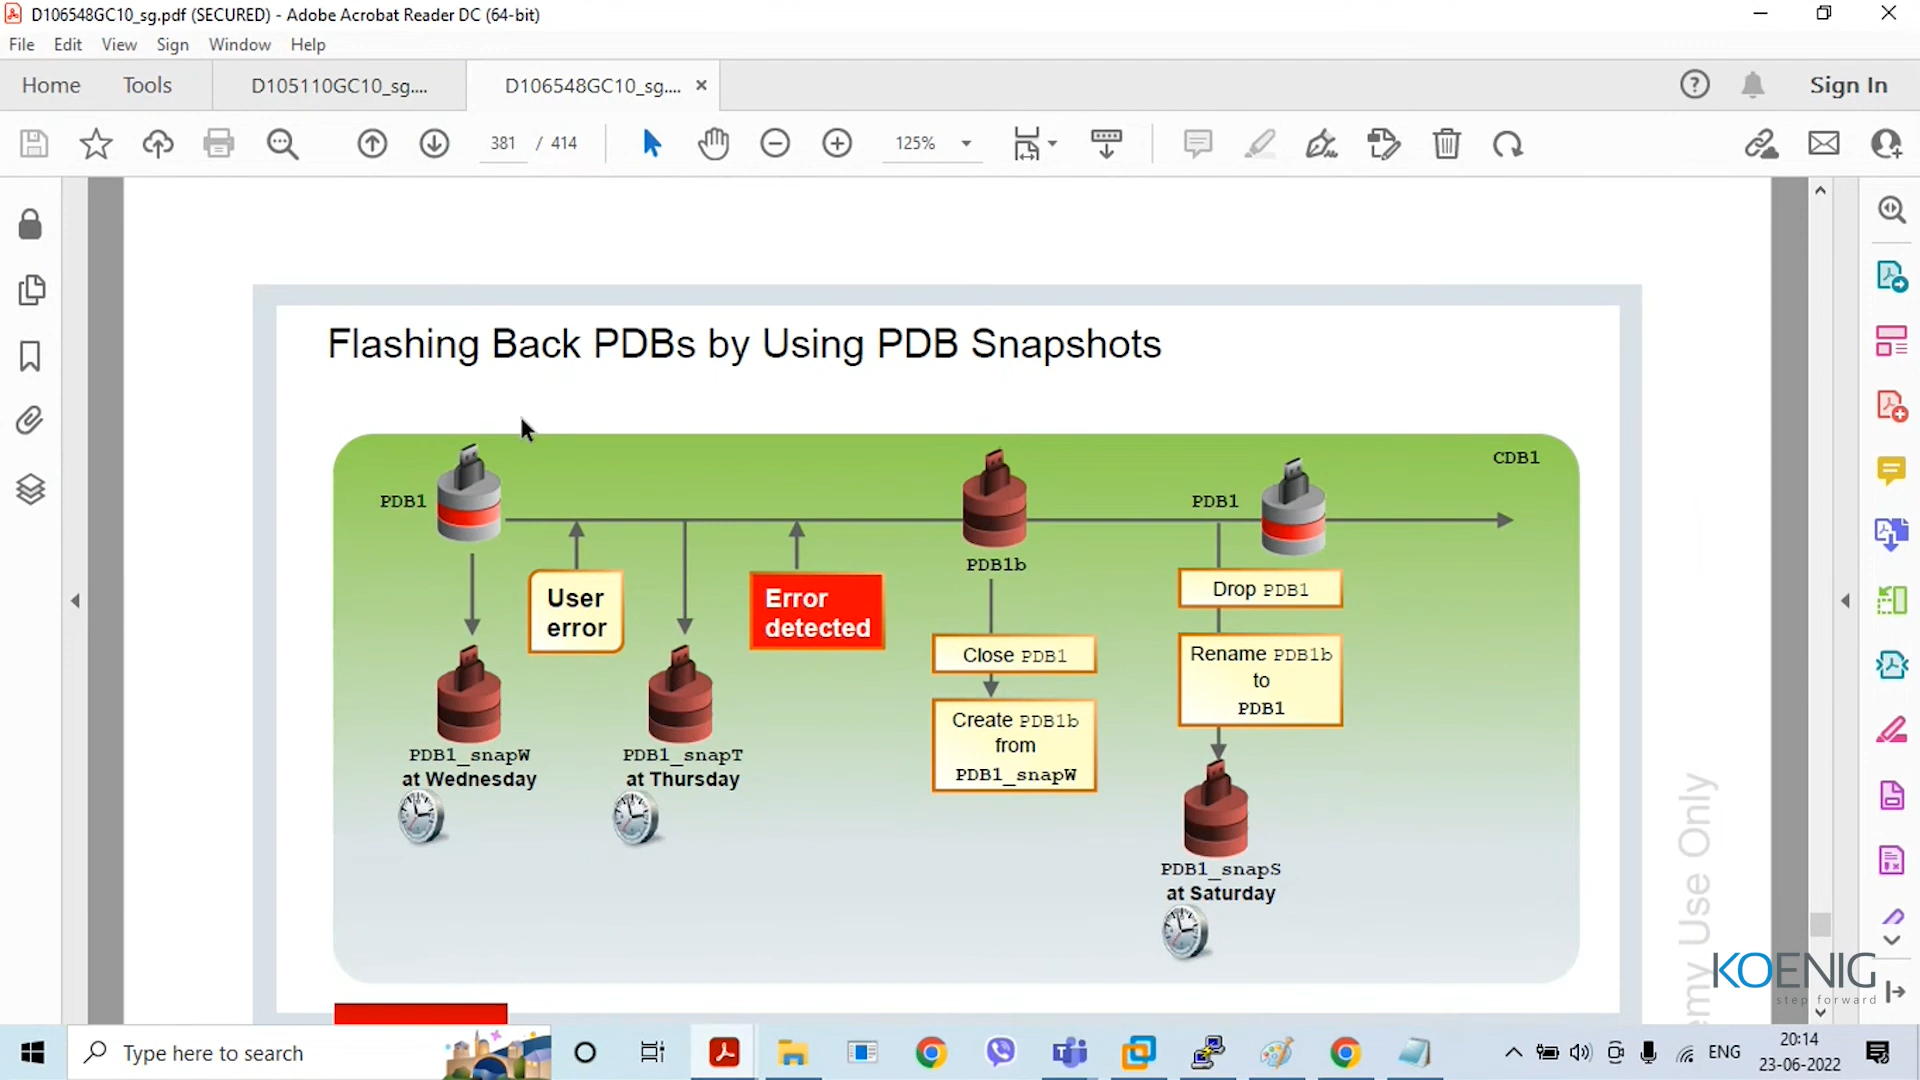 D106548GC10_sg.pdf (SECURED) - Adobe Acrobat Reader DC (64-bit)
File Edit View Sign Window Help
Home Tools D105110GC10_sg.... D106548GC10_sg.... × Sign In
381 / 414 125%
Flashing Back PDBs by Using PDB Snapshots
CDB1
PDB1
PDB1
PDB1b
User
error
Error
detected
Drop PDB1
Close PDB1
Rename PDB1b
to
PDB1
Create PDB1b
from
PDB1_snapW
PDB1_snapW
at Wednesday
PDB1_snapT
at Thursday
PDB1_snapS
at Saturday
emy Use Only
KOENIG
step forward
Type here to search
ENG
20:14
23-06-2022